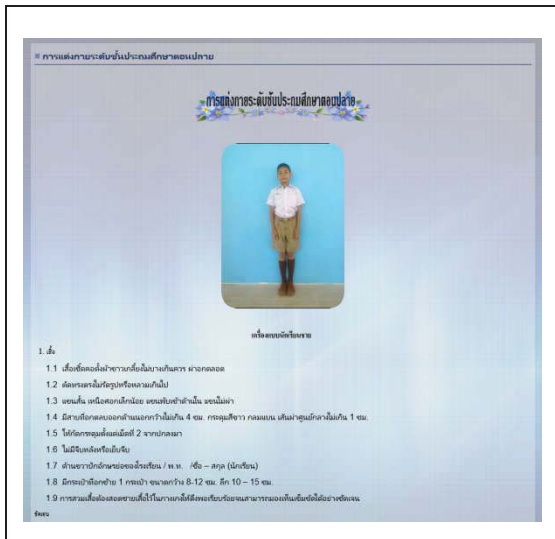 การแต่งกายระดับชั้นประถมศึกษาตอนปลาย
การแต่งกายระดับชั้นประถมศึกษาตอนปลาย
เครื่องแบบนักเรียนชาย
1. เสื้อ
1.1 เสื้อเชิ้ตคอตั้งผ้าขาวเกลี้ยงไม่บางเกินควร ผ่าอกตลอด
1.2 ตัดทรงตรงไม่รัดรูปหรือหลวมเกินไป
1.3 แขนสั้น เหนือศอกเล็กน้อย แขนพับเข้าด้านใน แขนไม่ผ่า
1.4 มีสาบที่อกตลบออกด้านนอกกว้างไม่เกิน 4 ซม. กระดุมสีขาว กลมแบน เส้นผ่าศูนย์กลางไม่เกิน 1 ซม.
1.5 ให้กัดกระดุมตั้งแต่เม็ดที่ 2 จากปกลงมา
1.6 ไม่มีจีบหลังหรือเย็บจีบ
1.7 ด้านขวาปักอักษรย่อของโรงเรียน / พ.ท. /ชื่อ – สกุล (นักเรียน)
1.8 มีกระเป๋าที่อกซ้าย 1 กระเป๋า ขนาดกว้าง 8-12 ซม. ลึก 10 – 15 ซม.
1.9 การสวมเสื้อต้องสอดชายเสื้อไว้ในกางเกงให้ตึงพอเรียบร้อยจนสามารถมองเห็นเข็มขัดได้อย่างชัดเจน
ชัดเจน